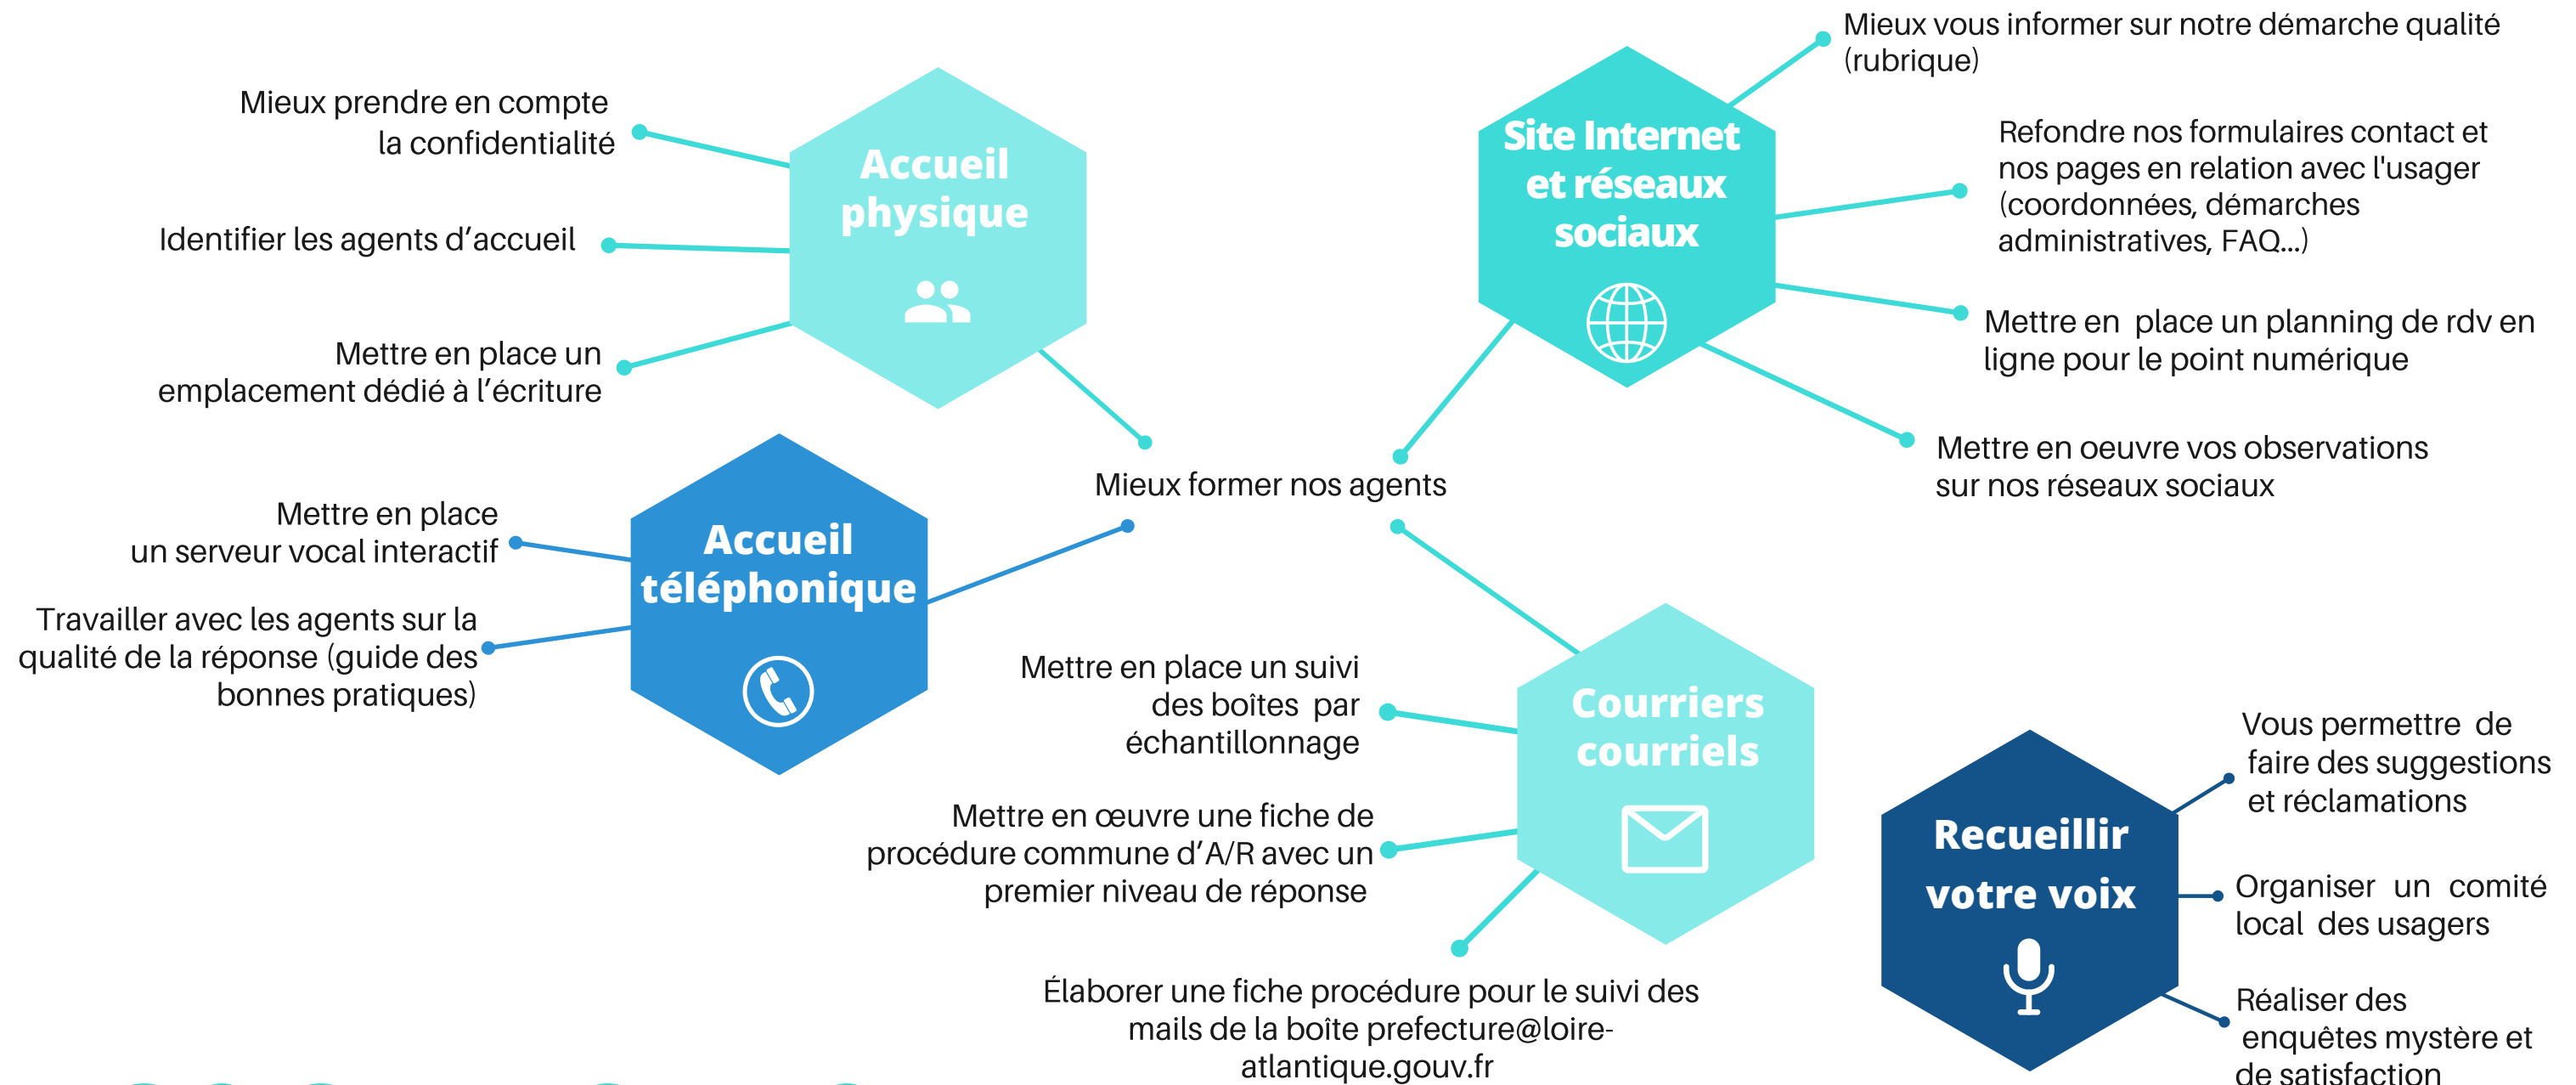 Mieux prendre en compte
la confidentialité
Identifier les agents d’accueil
Mettre en place un
emplacement dédié à l’écriture
Accueil
physique
Site Internet
et réseaux
sociaux
Mieux vous informer sur notre démarche qualité
(rubrique)
Refondre nos formulaires contact et
nos pages en relation avec l'usager
(coordonnées, démarches
administratives, FAQ...)
Mettre en place un planning de rdv en
ligne pour le point numérique
Mettre en oeuvre vos observations
sur nos réseaux sociaux
Mieux former nos agents
Mettre en place
un serveur vocal interactif
Travailler avec les agents sur la
qualité de la réponse (guide des
bonnes pratiques)
Accueil
téléphonique
Mettre en place un suivi
des boîtes par
échantillonnage
Mettre en œuvre une fiche de
procédure commune d’A/R avec un
premier niveau de réponse
Élaborer une fiche procédure pour le suivi des
mails de la boîte prefecture@loire-
atlantique.gouv.fr
Courriers
courriels
Recueillir
votre voix
Vous permettre de
faire des suggestions
et réclamations
Organiser un comité
local des usagers
Réaliser des
enquêtes mystère et
de satisfaction